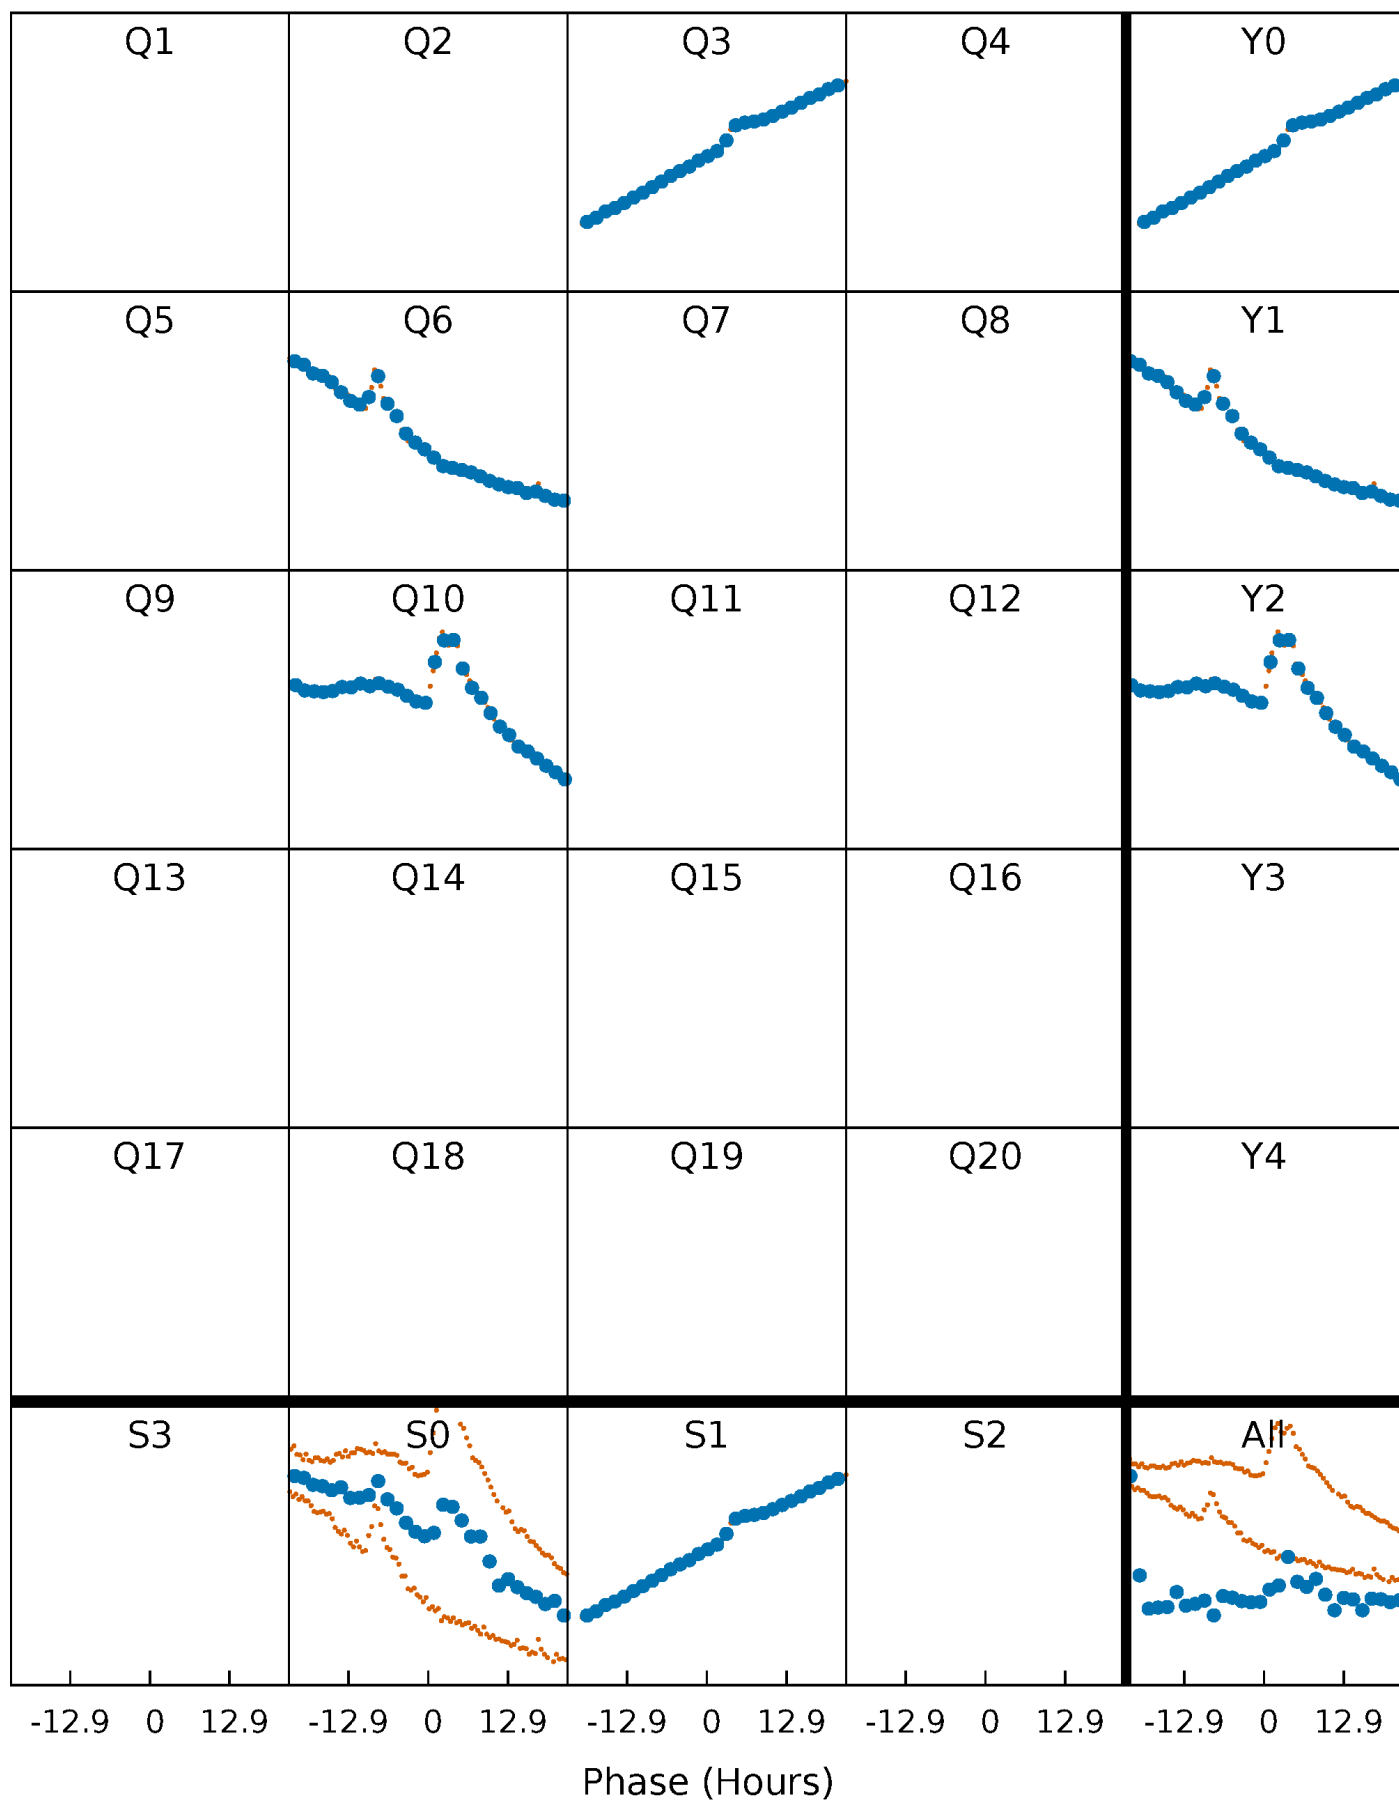 Q1 Q2 Q3 Q4 Y0
Q5 Q6 Q7 Q8 Y1
Q9 Q10 Q11 Q12 Y2
Q13 Q14 Q15 Q16 Y3
Q17 Q18 Q19 Q20 Y4
S3 S0 S1 S2 All
-12.9 0 12.9 -12.9 0 12.9 -12.9 0 12.9 -12.9 0 12.9 -12.9 0 12.9
Phase (Hours)